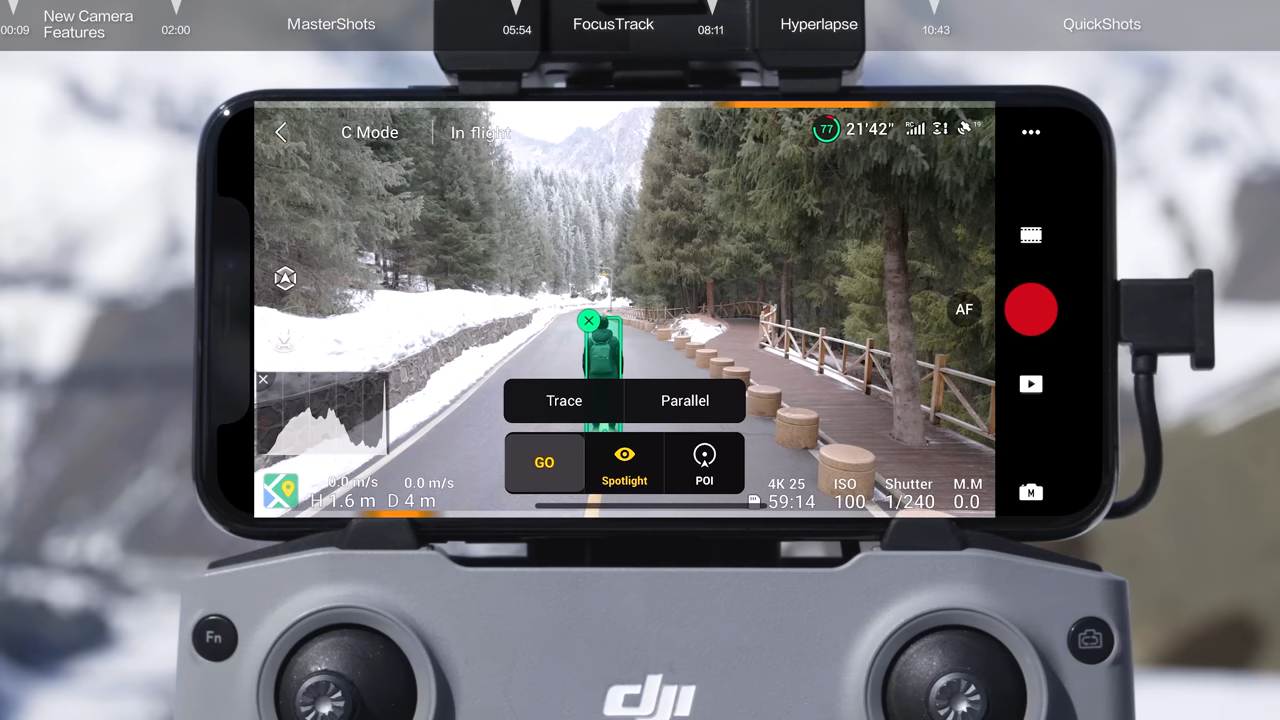 00:09
New Camera
Features
02:00
MasterShots
05:54
FocusTrack
08:11
Hyperlapse
10:43
QuickShots
C Mode
In flight
77
21'42"
RC
19
AF
Trace
Parallel
GO
Spotlight
POI
0.0 m/s
0.0 m/s
H 1.6 m
D 4 m
4K 25
59:14
ISO
100
Shutter
1/240
M.M
0.0
M
Fn
dji